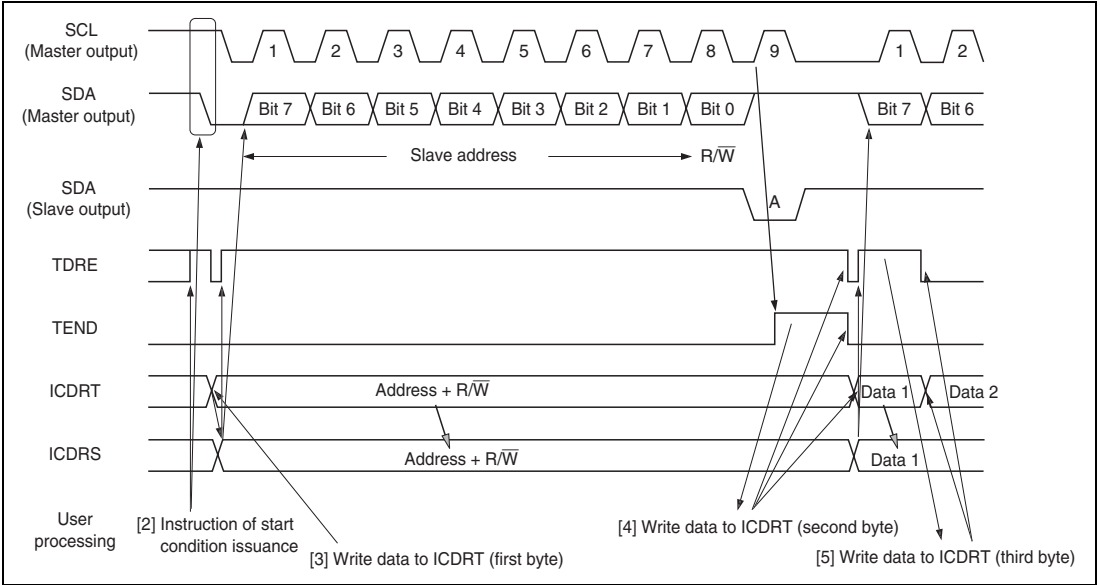 SCL
(Master output)
1 2 3 4 5 6 7 8 9 1 2
SDA
(Master output)
Bit 7 Bit 6 Bit 5 Bit 4 Bit 3 Bit 2 Bit 1 Bit 0 Bit 7 Bit 6
Slave address R/W̅
SDA
(Slave output)
A
TDRE
TEND
ICDRT
Address + R/W̅ Data 1 Data 2
ICDRS
Address + R/W̅ Data 1
User
processing
[2] Instruction of start
condition issuance
[3] Write data to ICDRT (first byte)
[4] Write data to ICDRT (second byte)
[5] Write data to ICDRT (third byte)